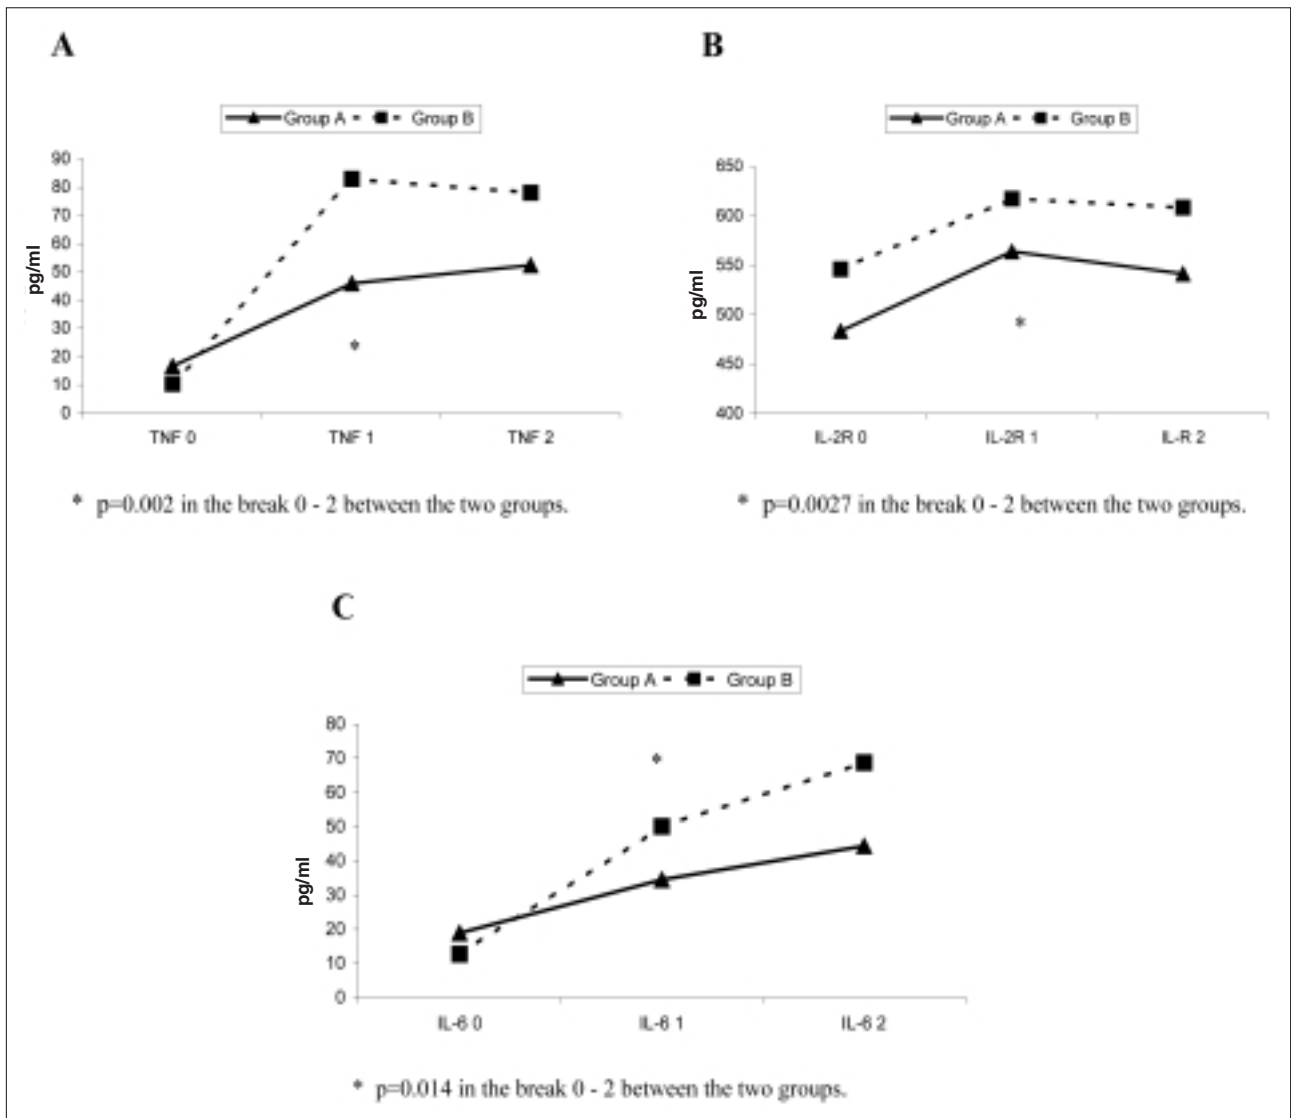 A
Group A Group B
90
80
70
60
50
40
30
20
10
0
pg/ml
TNF 0 TNF 1 TNF 2
*
* p=0.002 in the break 0 - 2 between the two groups.
B
Group A Group B
650
600
550
500
450
400
pg/ml
IL-2R 0 IL-2R 1 IL-R 2
*
* p=0.0027 in the break 0 - 2 between the two groups.
C
Group A Group B
80
70
60
50
40
30
20
10
0
pg/ml
*
IL-6 0 IL-6 1 IL-6 2
* p=0.014 in the break 0 - 2 between the two groups.